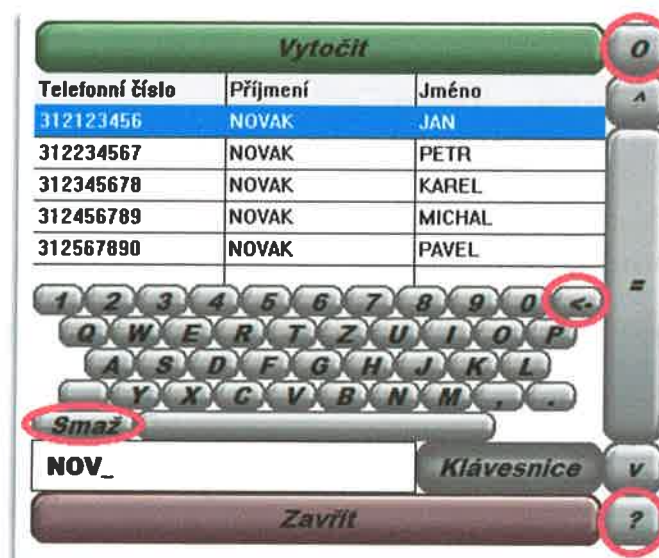 Vytočit O
Telefonní číslo Příjmení Jméno ^
312123456 NOVAK JAN
312234567 NOVAK PETR
312345678 NOVAK KAREL
312456789 NOVAK MICHAL
312567890 NOVAK PAVEL
=
1 2 3 4 5 6 7 8 9 0 <-
Q W E R T Z U I O P
A S D F G H J K L
Y X C V B N M , .
Smaž
NOV_ Klávesnice v
Zavřít ?